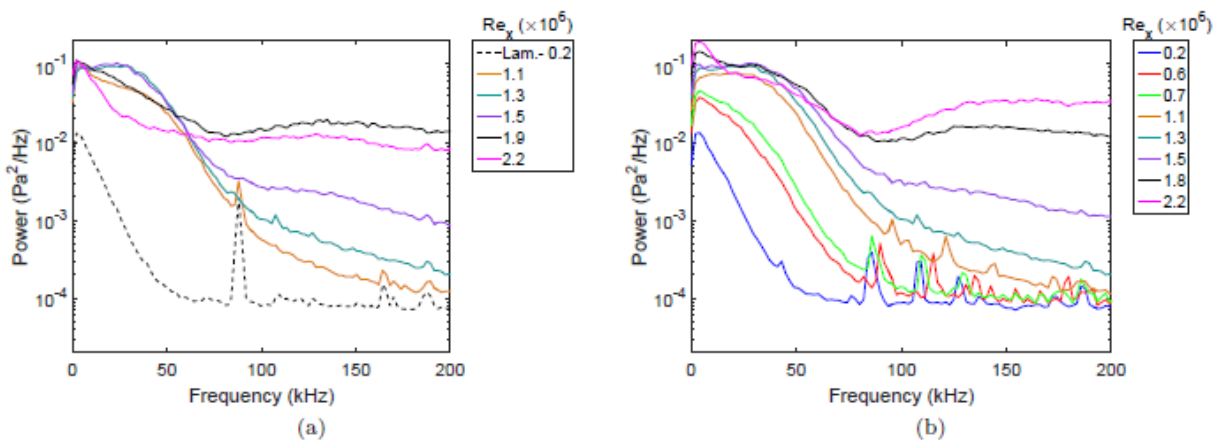 Re_x (×10^6)
Lam.- 0.2
1.1
1.3
1.5
1.9
2.2
Power (Pa^2/Hz)
10^-1
10^-2
10^-3
10^-4
0 50 100 150 200
Frequency (kHz)
(a)
Re_x (×10^6)
0.2
0.6
0.7
1.1
1.3
1.5
1.8
2.2
Power (Pa^2/Hz)
10^-1
10^-2
10^-3
10^-4
0 50 100 150 200
Frequency (kHz)
(b)